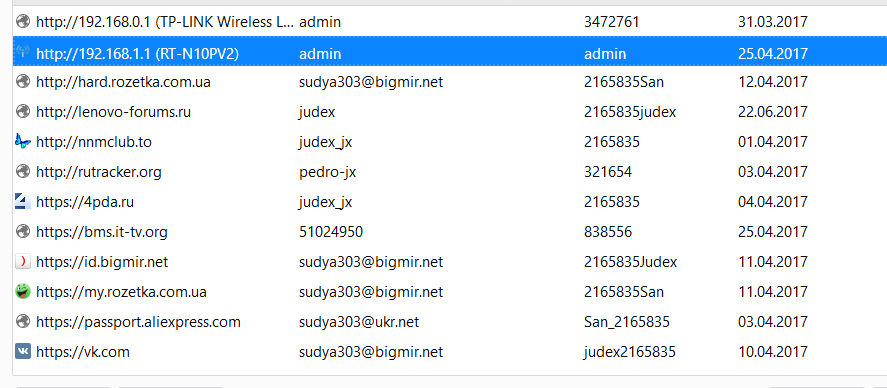 http://192.168.0.1 (TP-LINK Wireless L... admin 3472761 31.03.2017
http://192.168.1.1 (RT-N10PV2) admin admin 25.04.2017
http://hard.rozetka.com.ua sudya303@bigmir.net 2165835San 12.04.2017
http://lenovo-forums.ru judex 2165835judex 22.06.2017
http://nnmclub.to judex_jx 2165835 01.04.2017
http://rutracker.org pedro-jx 321654 03.04.2017
https://4pda.ru judex_jx 2165835 04.04.2017
https://bms.it-tv.org 51024950 838556 25.04.2017
https://id.bigmir.net sudya303@bigmir.net 2165835Judex 11.04.2017
https://my.rozetka.com.ua sudya303@bigmir.net 2165835San 11.04.2017
https://passport.aliexpress.com sudya303@ukr.net San_2165835 03.04.2017
https://vk.com sudya303@bigmir.net judex2165835 10.04.2017